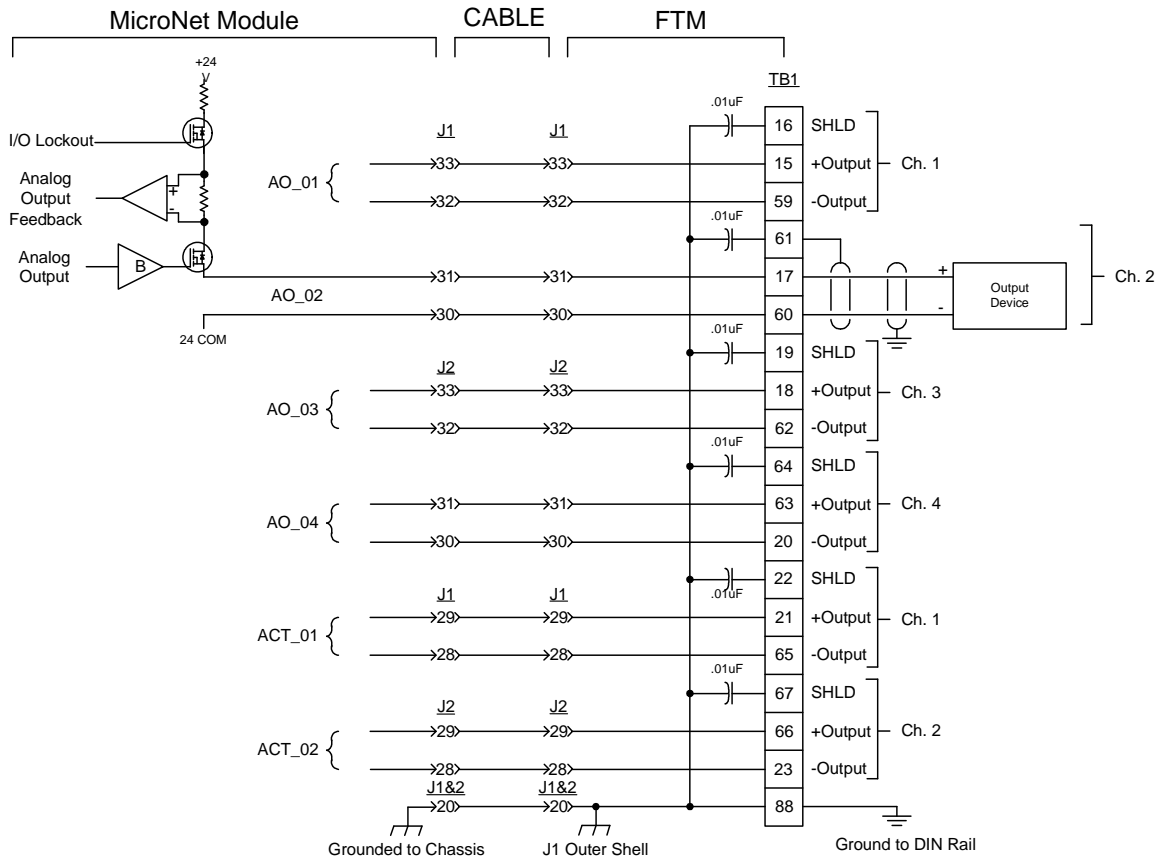 MicroNet Module CABLE FTM
+24
V
TB1
.01uF
16 SHLD
I/O Lockout
J1 J1
33 33 15 +Output Ch. 1
Analog
Output
Feedback
+
-
AO_01
32 32 59 -Output
.01uF
61
Analog
Output
B
31 31 17 + Ch. 2
AO_02
Output
Device
30 30 60 -
24 COM
.01uF
19 SHLD
J2 J2
33 33 18 +Output Ch. 3
AO_03
32 32 62 -Output
.01uF
64 SHLD
31 31 63 +Output Ch. 4
AO_04
30 30 20 -Output
22 SHLD
.01uF
J1 J1
29 29 21 +Output Ch. 1
ACT_01
28 28 65 -Output
.01uF
67 SHLD
J2 J2
29 29 66 +Output Ch. 2
ACT_02
28 28 23 -Output
J1&2 J1&2
20 20 88
Grounded to Chassis J1 Outer Shell Ground to DIN Rail